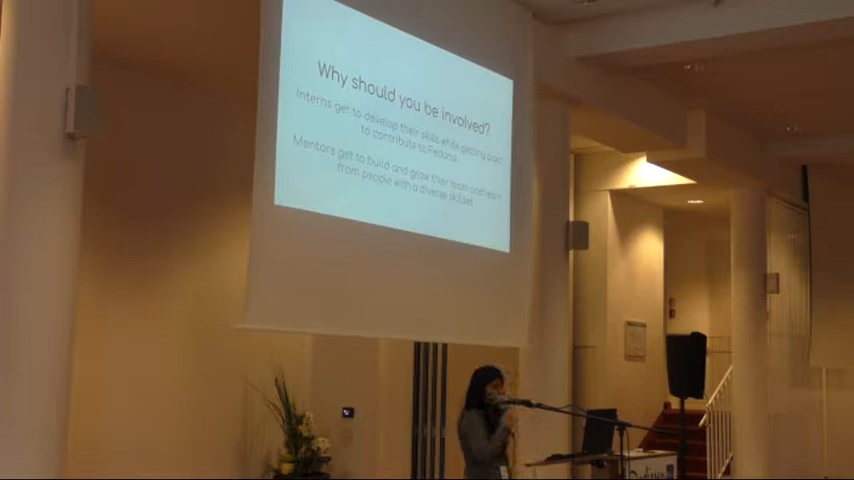 Why should you be involved?
Interns get to develop their skills while getting paid
to contribute to Fedora!
Mentors get to build and grow their team and learn
from people with a diverse skillset